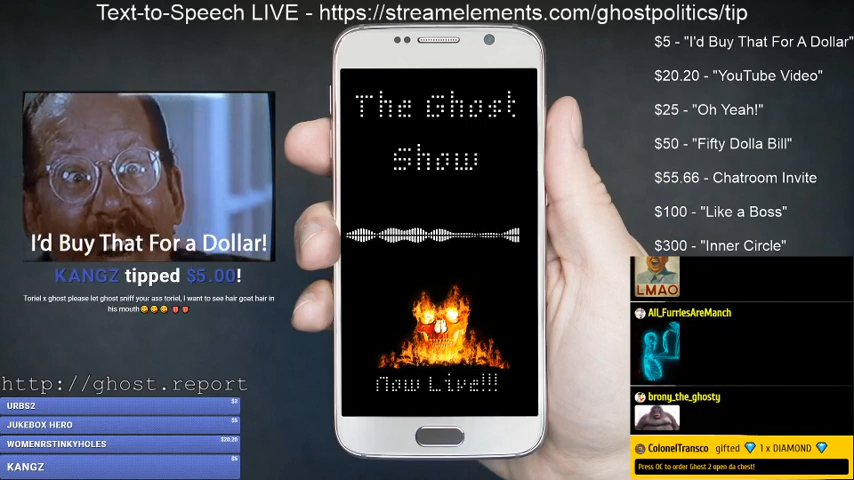 Text-to-Speech LIVE - https://streamelements.com/ghostpolitics/tip
I'd Buy That For a Dollar!
KANGZ tipped $5.00!
Toriel x ghost please let ghost sniff your ass toriel, I want to see hair goat hair in
his mouth😋😋😋👅👅
http://ghost.report
URBS2 $3
JUKEBOX HERO $5
WOMENRSTINKYHOLES $20.20
KANGZ $5
The Ghost
Show
Now Live!!!
$5 - "I'd Buy That For A Dollar"
$20.20 - "YouTube Video"
$25 - "Oh Yeah!"
$50 - "Fifty Dolla Bill"
$55.66 - Chatroom Invite
$100 - "Like a Boss"
$300 - "Inner Circle"
LMAO
All_FurriesAreManch
brony_the_ghosty
ColonelTransco gifted 💎 1 x DIAMOND 💎
Press OC to order Ghost 2 open da chest!